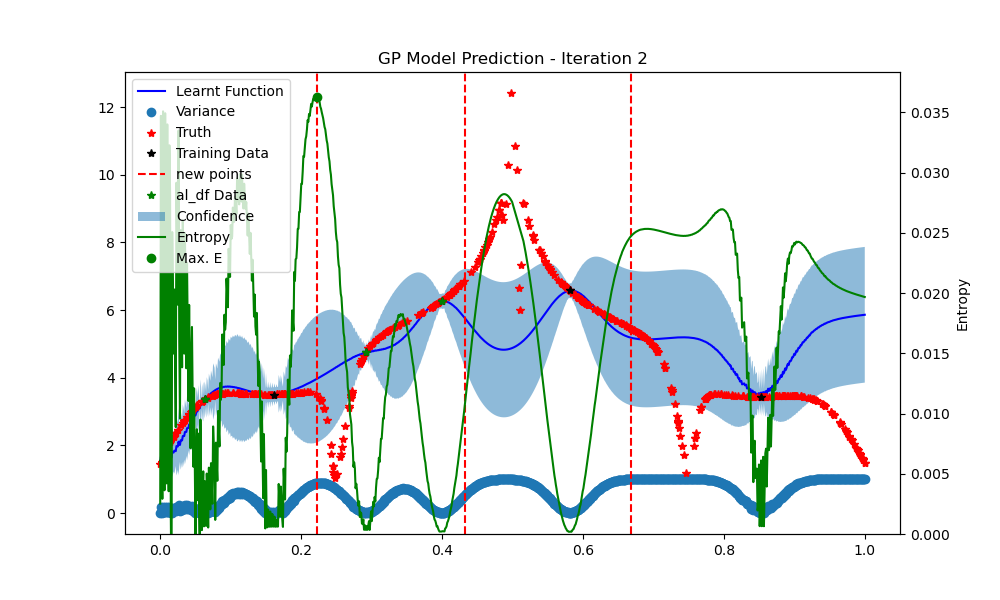 GP Model Prediction - Iteration 2
Learnt Function
Variance
Truth
Training Data
new points
al_df Data
Confidence
Entropy
Max. E
12
10
8
6
4
2
0
0.0
0.2
0.4
0.6
0.8
1.0
0.035
0.030
0.025
0.020
0.015
0.010
0.005
0.000
Entropy